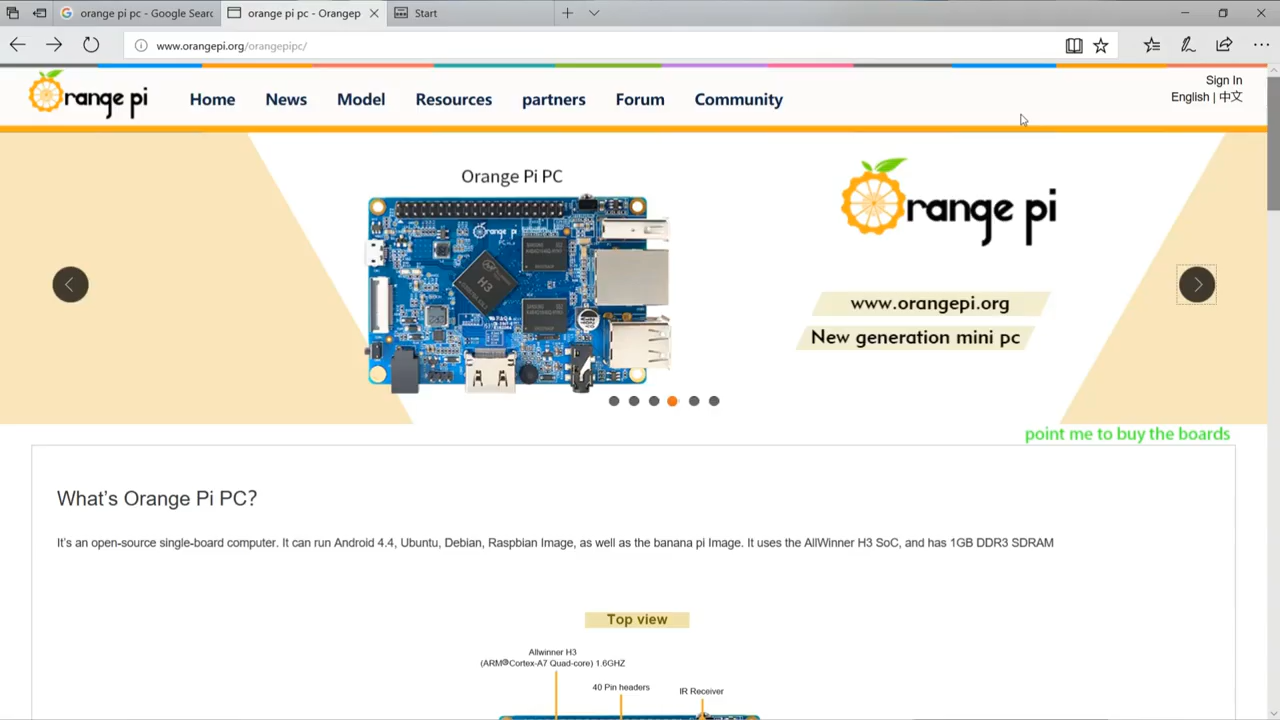 orange pi pc - Google Searc
orange pi pc - Orangep
Start
www.orangepi.org/orangepipc/
Sign In
English | 中文
range pi
Home
News
Model
Resources
partners
Forum
Community
Orange Pi PC
range pi
H3
range pi
www.orangepi.org
New generation mini pc
point me to buy the boards
What's Orange Pi PC?
It's an open-source single-board computer. It can run Android 4.4, Ubuntu, Debian, Raspbian Image, as well as the banana pi Image. It uses the AllWinner H3 SoC, and has 1GB DDR3 SDRAM
Top view
Allwinner H3
(ARM®Cortex-A7 Quad-core) 1.6GHZ
40 Pin headers
IR Receiver